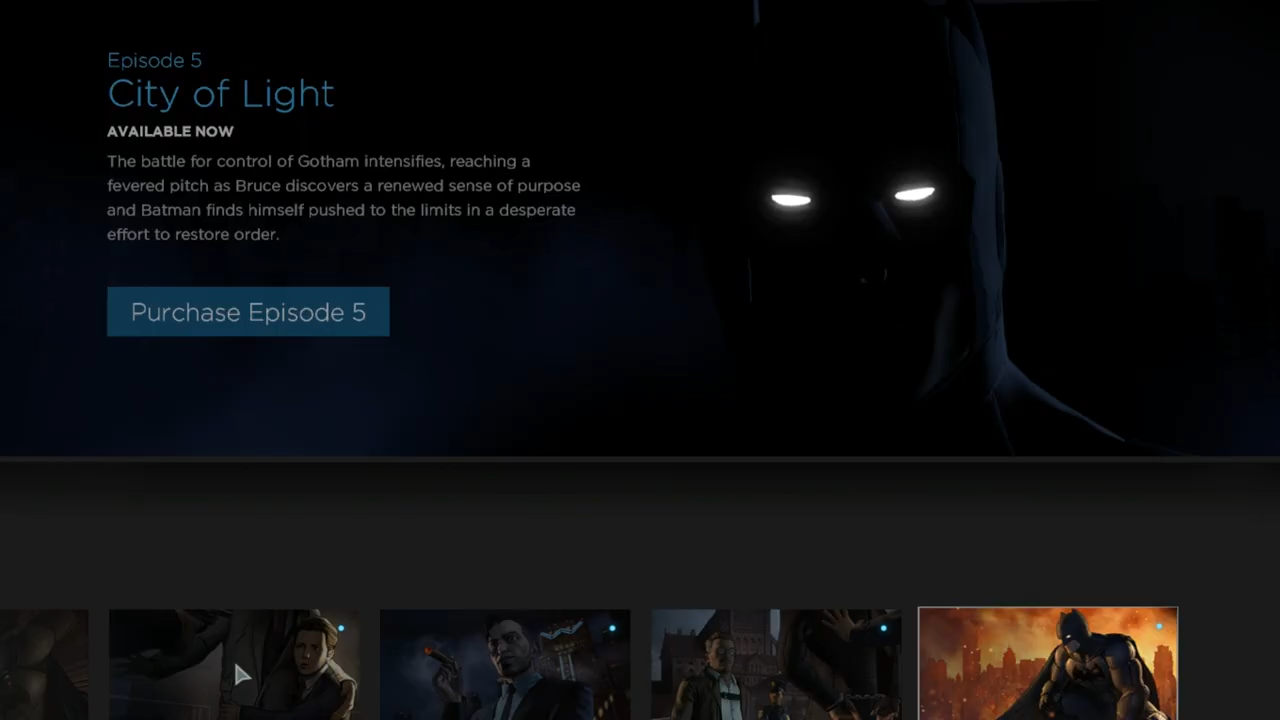 Episode 5
City of Light
AVAILABLE NOW
The battle for control of Gotham intensifies, reaching a
fevered pitch as Bruce discovers a renewed sense of purpose
and Batman finds himself pushed to the limits in a desperate
effort to restore order.
Purchase Episode 5